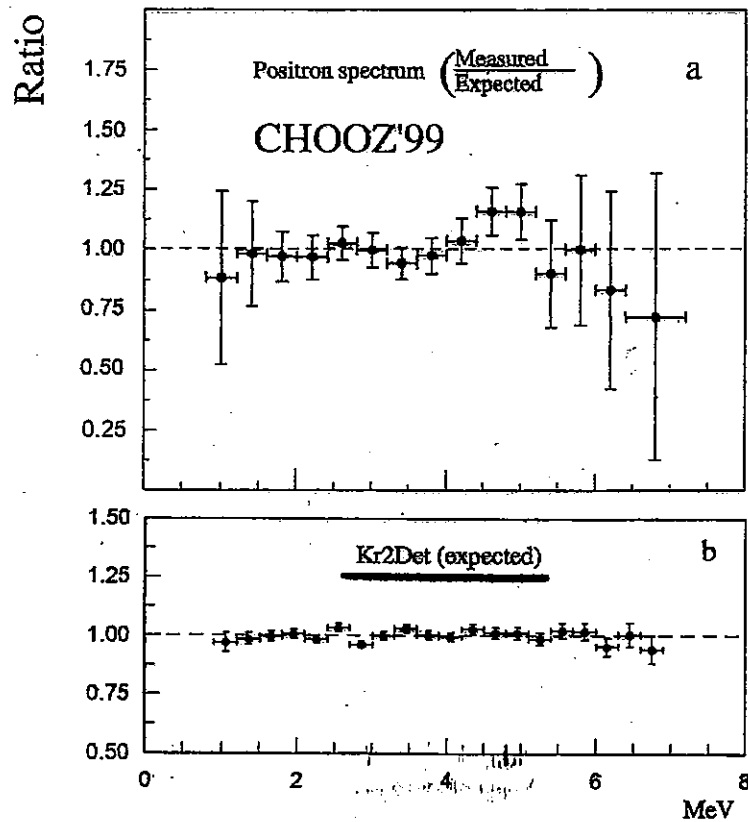 Ratio
Positron spectrum (Measured
Expected)
a
CHOOZ'99
1.75
1.50
1.25
1.00
0.75
0.50
0.25
1.50
Kr2Det (expected)
b
1.25
1.00
0.75
0.50
0 2 4 6 8
MeV